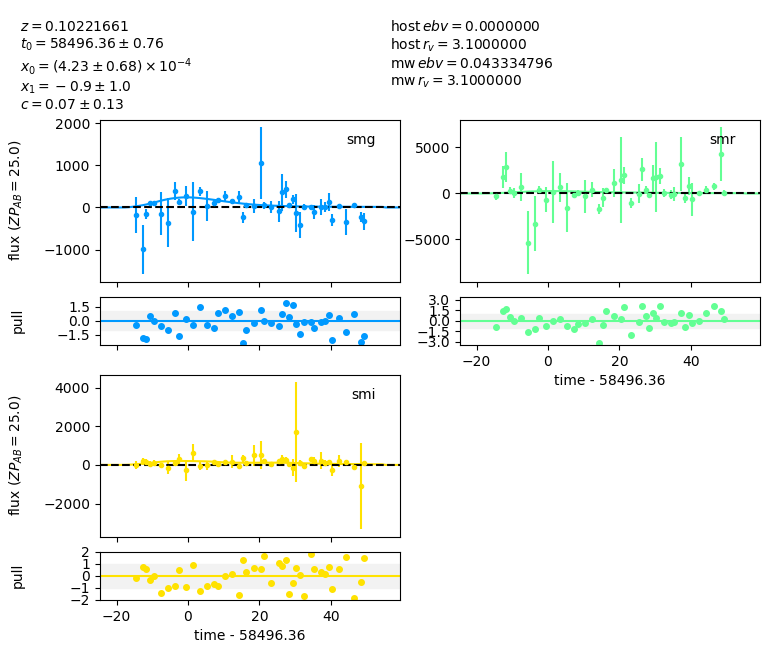 z = 0.10221661
t₀ = 58496.36 ± 0.76
x₀ = (4.23 ± 0.68) × 10⁻⁴
x₁ = −0.9 ± 1.0
c = 0.07 ± 0.13
host ebv = 0.0000000
host r_v = 3.1000000
mw ebv = 0.043334796
mw r_v = 3.1000000
smg
flux (ZP_AB = 25.0)
2000
1000
0
−1000
pull
1.5
0.0
−1.5
smr
5000
0
−5000
3.0
1.5
0.0
−1.5
−3.0
−20
0
20
40
time - 58496.36
smi
flux (ZP_AB = 25.0)
4000
2000
0
−2000
pull
2
1
0
−1
−2
−20
0
20
40
time - 58496.36